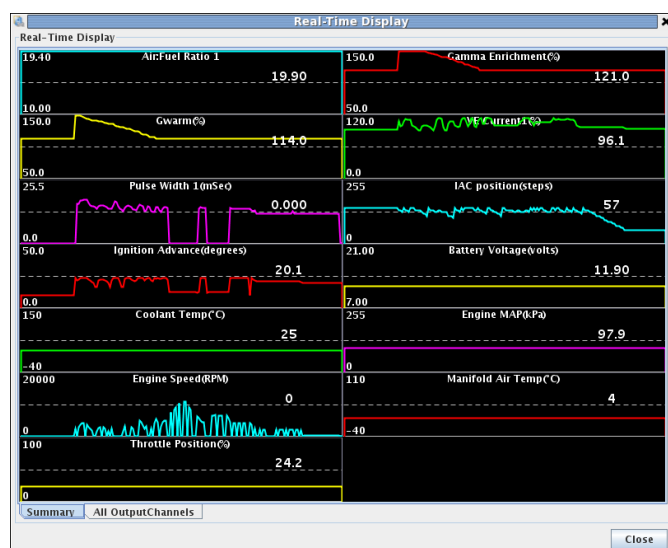 Real-Time Display
Real-Time Display
19.40 Air:Fuel Ratio 1
19.90
10.00
150.0 Gamma Enrichment(%)
121.0
50.0
150.0 Gwarm(%)
114.0
50.0
120.0 VE Current1(%)
96.1
0.0
25.5 Pulse Width 1(mSec)
0.000
0.0
255 IAC position(steps)
57
0
50.0 Ignition Advance(degrees)
20.1
0.0
21.00 Battery Voltage(volts)
11.90
7.00
150 Coolant Temp(°C)
25
-40
255 Engine MAP(kPa)
97.9
0
20000 Engine Speed(RPM)
0
0
110 Manifold Air Temp(°C)
4
-40
100 Throttle Position(%)
24.2
0
Summary All OutputChannels
Close